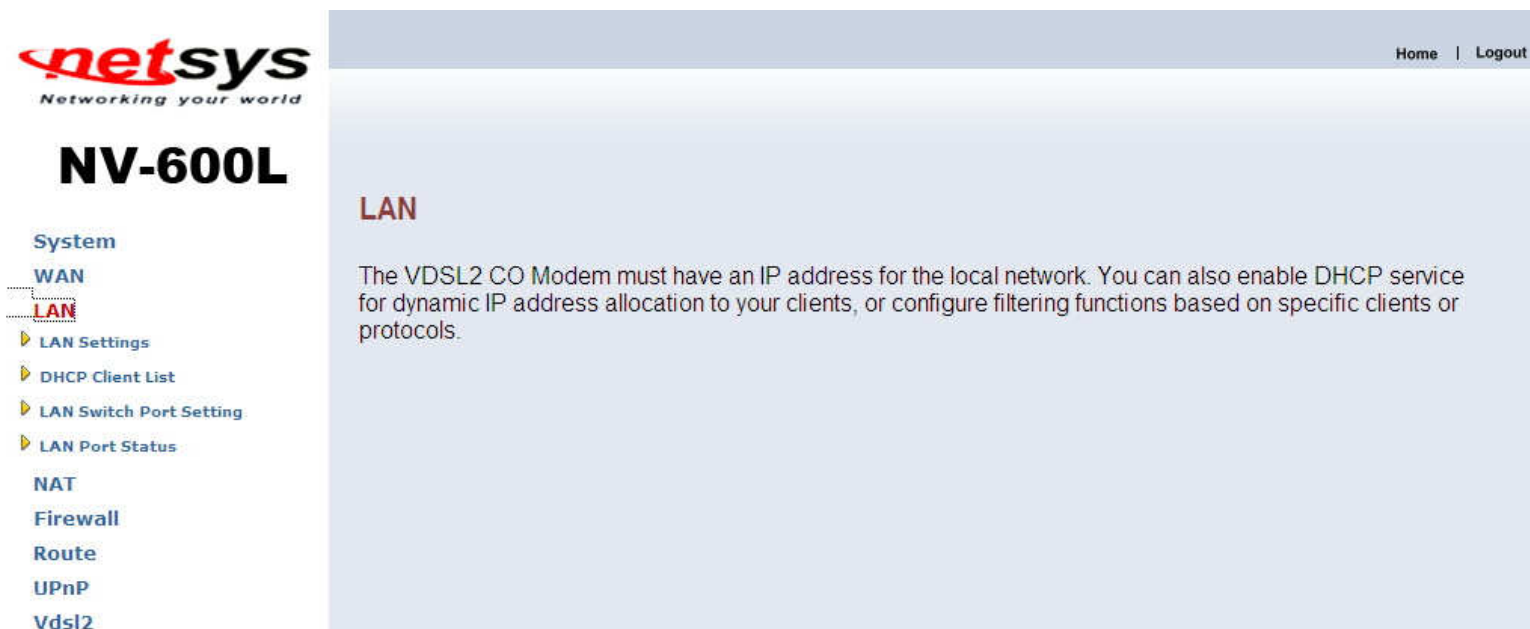 netsys
Networking your world
NV-600L
Home | Logout
System
WAN
LAN
LAN Settings
DHCP Client List
LAN Switch Port Setting
LAN Port Status
NAT
Firewall
Route
UPnP
Vdsl2
LAN
The VDSL2 CO Modem must have an IP address for the local network. You can also enable DHCP service
for dynamic IP address allocation to your clients, or configure filtering functions based on specific clients or
protocols.